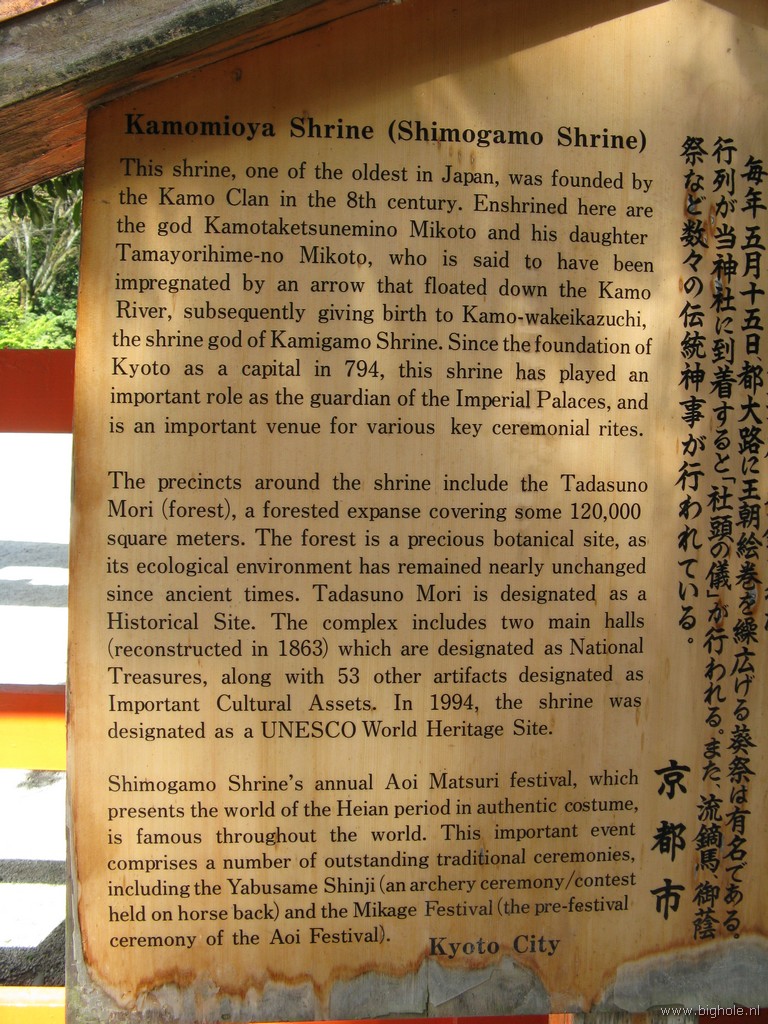 Kamomioya Shrine (Shimogamo Shrine)
This shrine, one of the oldest in Japan, was founded by
the Kamo Clan in the 8th century. Enshrined here are
the god Kamotaketsunemino Mikoto and his daughter
Tamayorihime-no Mikoto, who is said to have been
impregnated by an arrow that floated down the Kamo
River, subsequently giving birth to Kamo-wakeikazuchi,
the shrine god of Kamigamo Shrine. Since the foundation of
Kyoto as a capital in 794, this shrine has played an
important role as the guardian of the Imperial Palaces, and
is an important venue for various key ceremonial rites.
The precincts around the shrine include the Tadasuno
Mori (forest), a forested expanse covering some 120,000
square meters. The forest is a precious botanical site, as
its ecological environment has remained nearly unchanged
since ancient times. Tadasuno Mori is designated as a
Historical Site. The complex includes two main halls
(reconstructed in 1863) which are designated as National
Treasures, along with 53 other artifacts designated as
Important Cultural Assets. In 1994, the shrine was
designated as a UNESCO World Heritage Site.
Shimogamo Shrine's annual Aoi Matsuri festival, which
presents the world of the Heian period in authentic costume,
is famous throughout the world. This important event
comprises a number of outstanding traditional ceremonies,
including the Yabusame Shinji (an archery ceremony/contest
held on horse back) and the Mikage Festival (the pre-festival
ceremony of the Aoi Festival).
Kyoto City
毎年五月十五日、都大路に王朝絵巻を繰広げる葵祭は有名である。
行列が当神社に到着すると「社頭の儀」が行われる。また、流鏑馬、御蔭
祭など数々の伝統神事が行われている。
京都市
www.bighole.nl